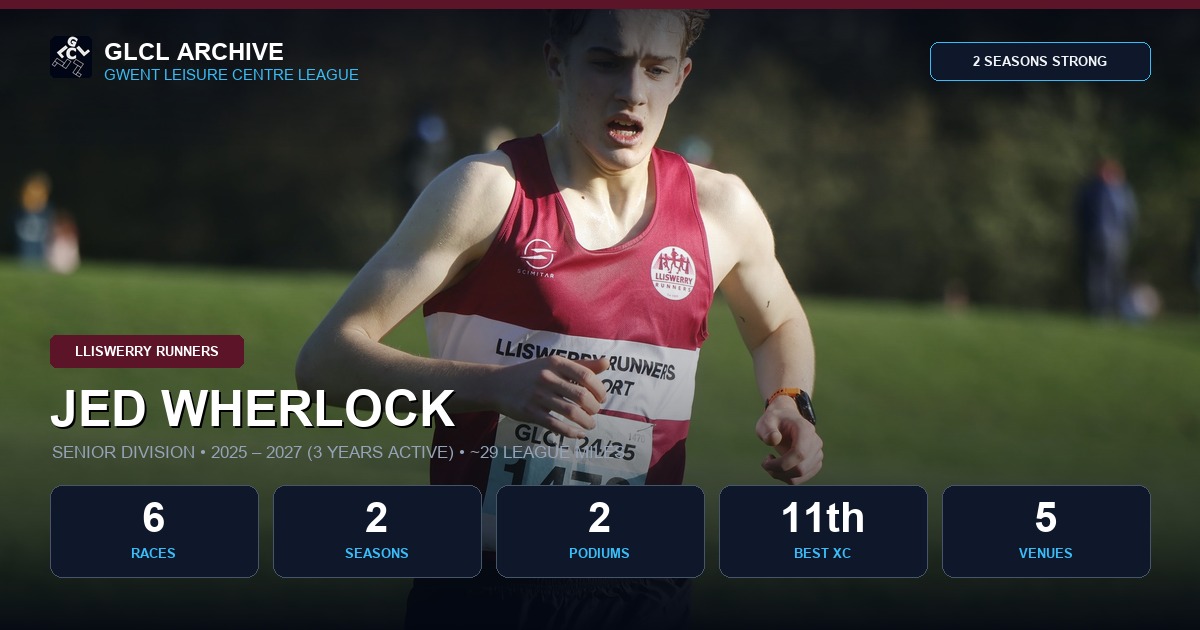 GLCL ARCHIVE
GWENT LEISURE CENTRE LEAGUE
2 SEASONS STRONG
SCIMITAR
LLISWERRY
RUNNERS
LLISWERRY RUNNERS
LLISWERRY RUNNERS
ORT
JED WHERLOCK
GLCL 24/25
SENIOR DIVISION • 2025 – 2027 (3 YEARS ACTIVE) • ~29 LEAGUE MILES
6
RACES
2
SEASONS
2
PODIUMS
11th
BEST XC
5
VENUES